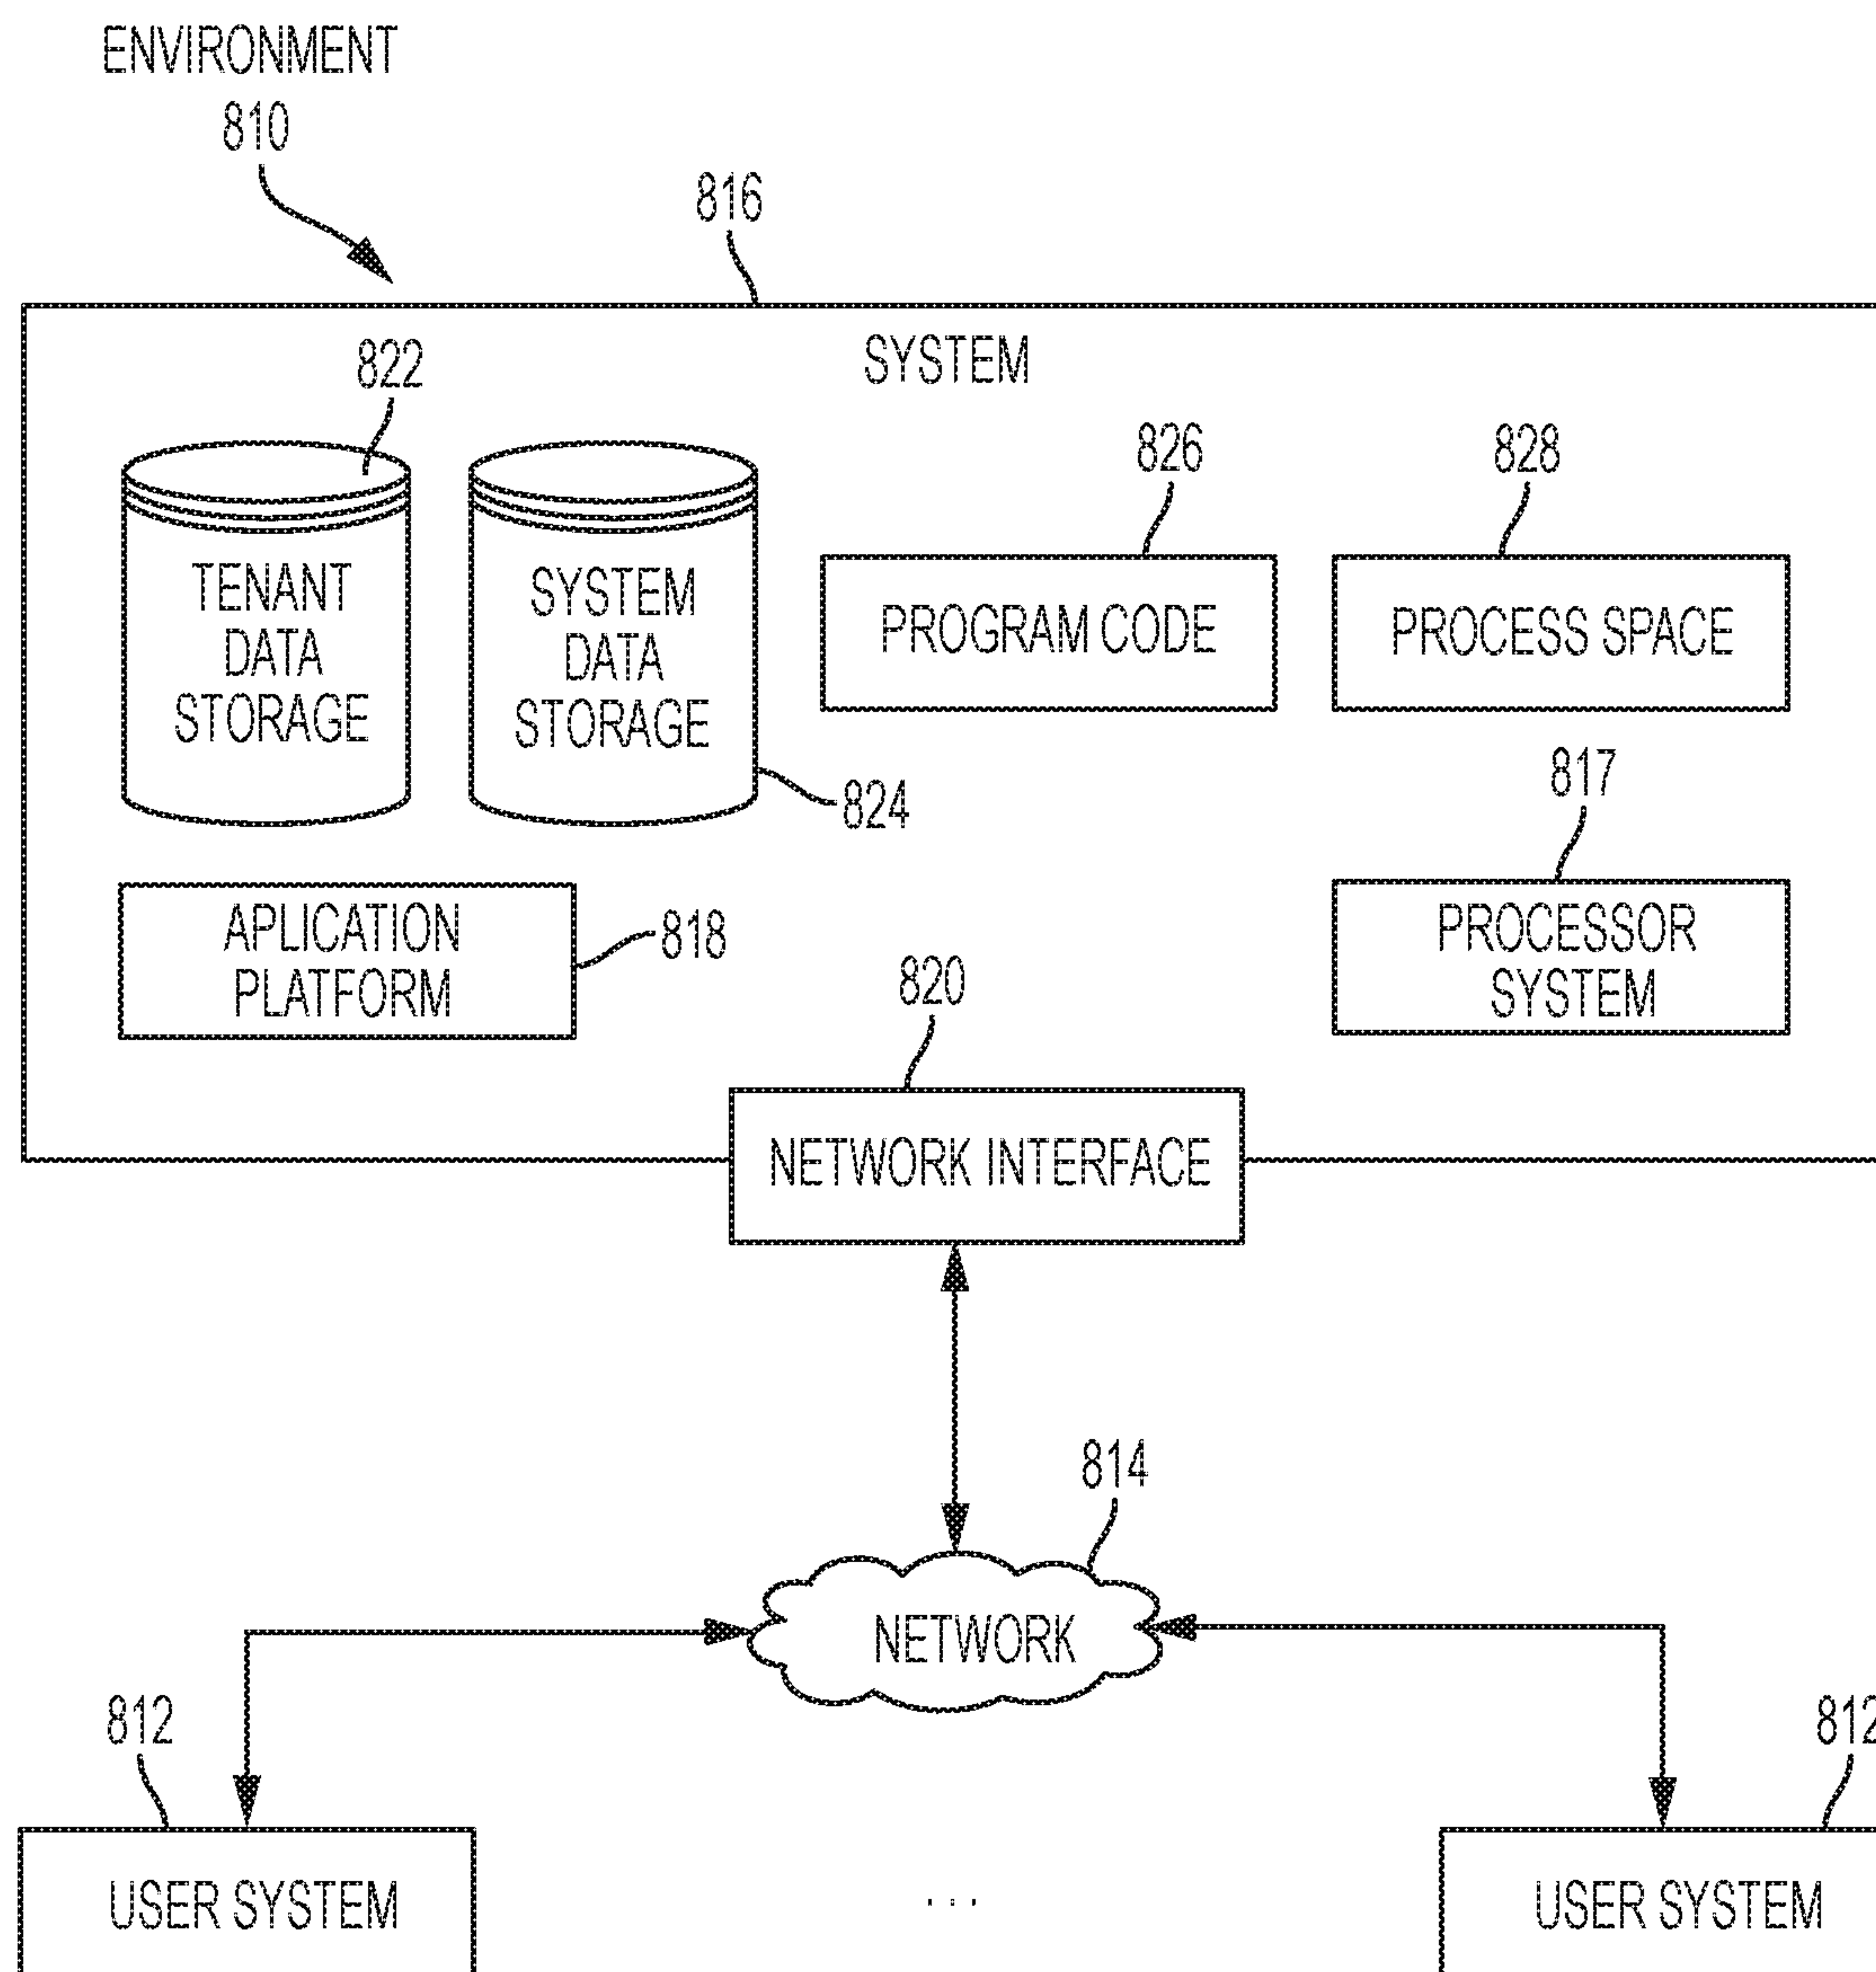 ENVIRONMENT
810
816
SYSTEM
822
826
828
TENANT
DATA
STORAGE
SYSTEM
DATA
STORAGE
PROGRAM CODE
PROCESS SPACE
824
817
APLICATION
PLATFORM
818
PROCESSOR
SYSTEM
820
NETWORK INTERFACE
814
NETWORK
812
812
USER SYSTEM
...
USER SYSTEM